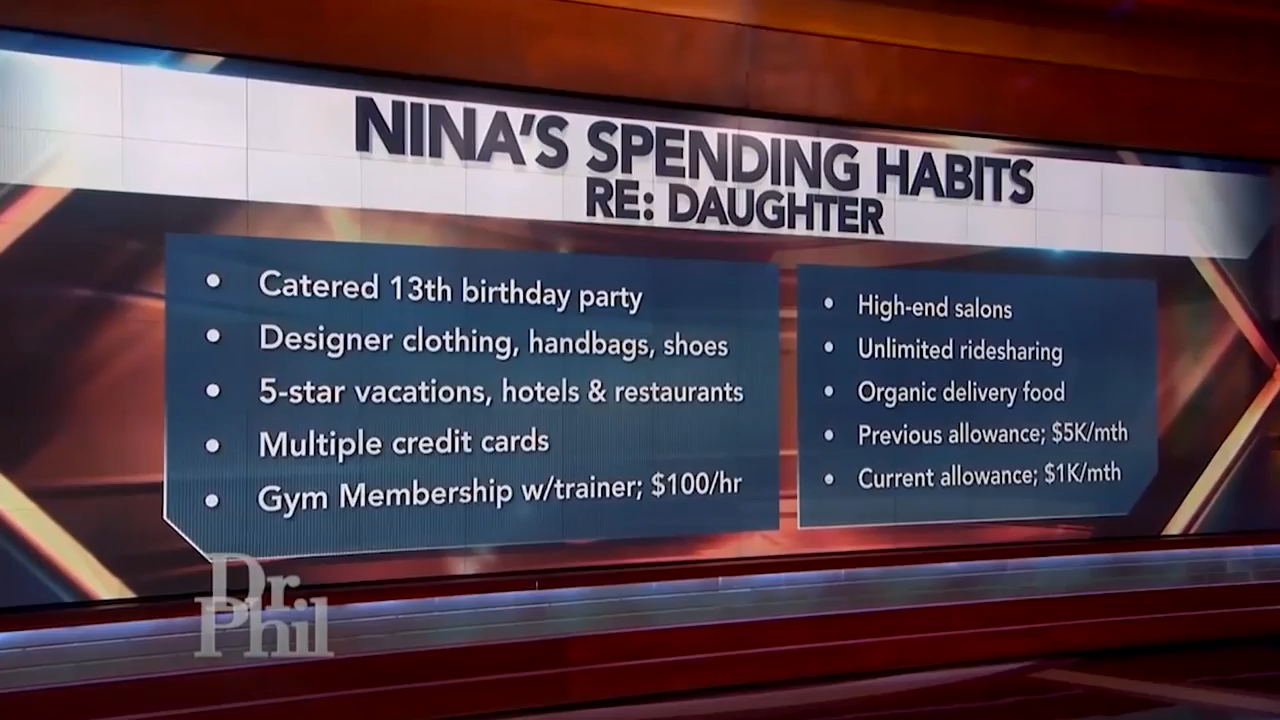 NINA'S SPENDING HABITS
RE: DAUGHTER
• Catered 13th birthday party
• Designer clothing, handbags, shoes
• 5-star vacations, hotels & restaurants
• Multiple credit cards
• Gym Membership w/trainer; $100/hr
• High-end salons
• Unlimited ridesharing
• Organic delivery food
• Previous allowance; $5K/mth
• Current allowance; $1K/mth
Dr.
Phil